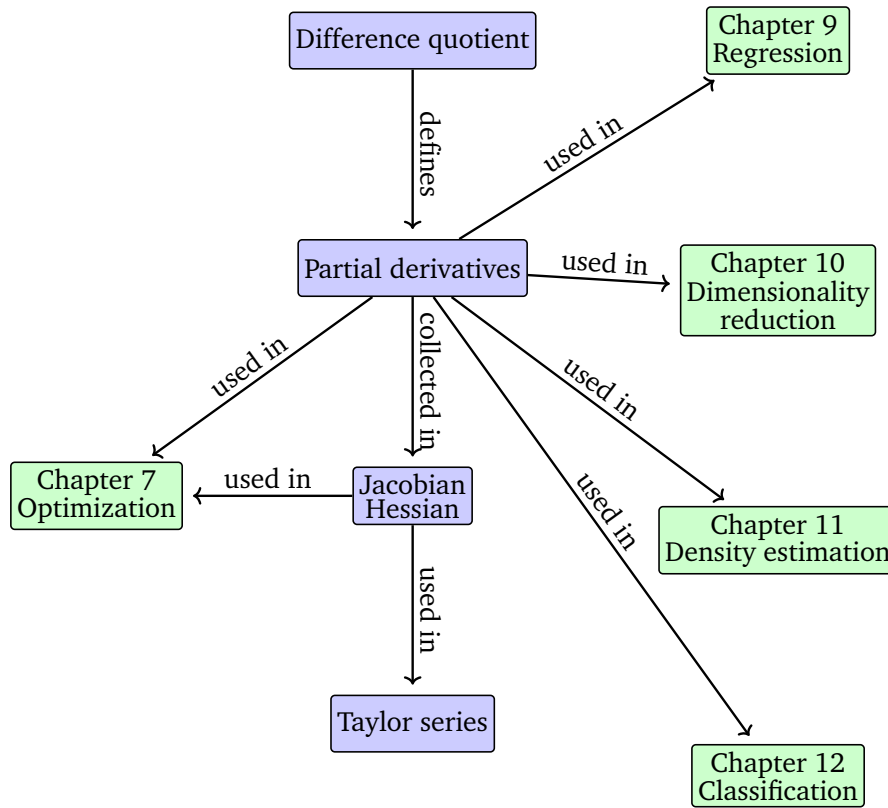 Difference quotient
Chapter 9
Regression
defines
used in
Partial derivatives
used in
Chapter 10
Dimensionality
reduction
used in
collected in
used in
used in
Chapter 7
Optimization
used in
Jacobian
Hessian
Chapter 11
Density estimation
used in
Taylor series
Chapter 12
Classification